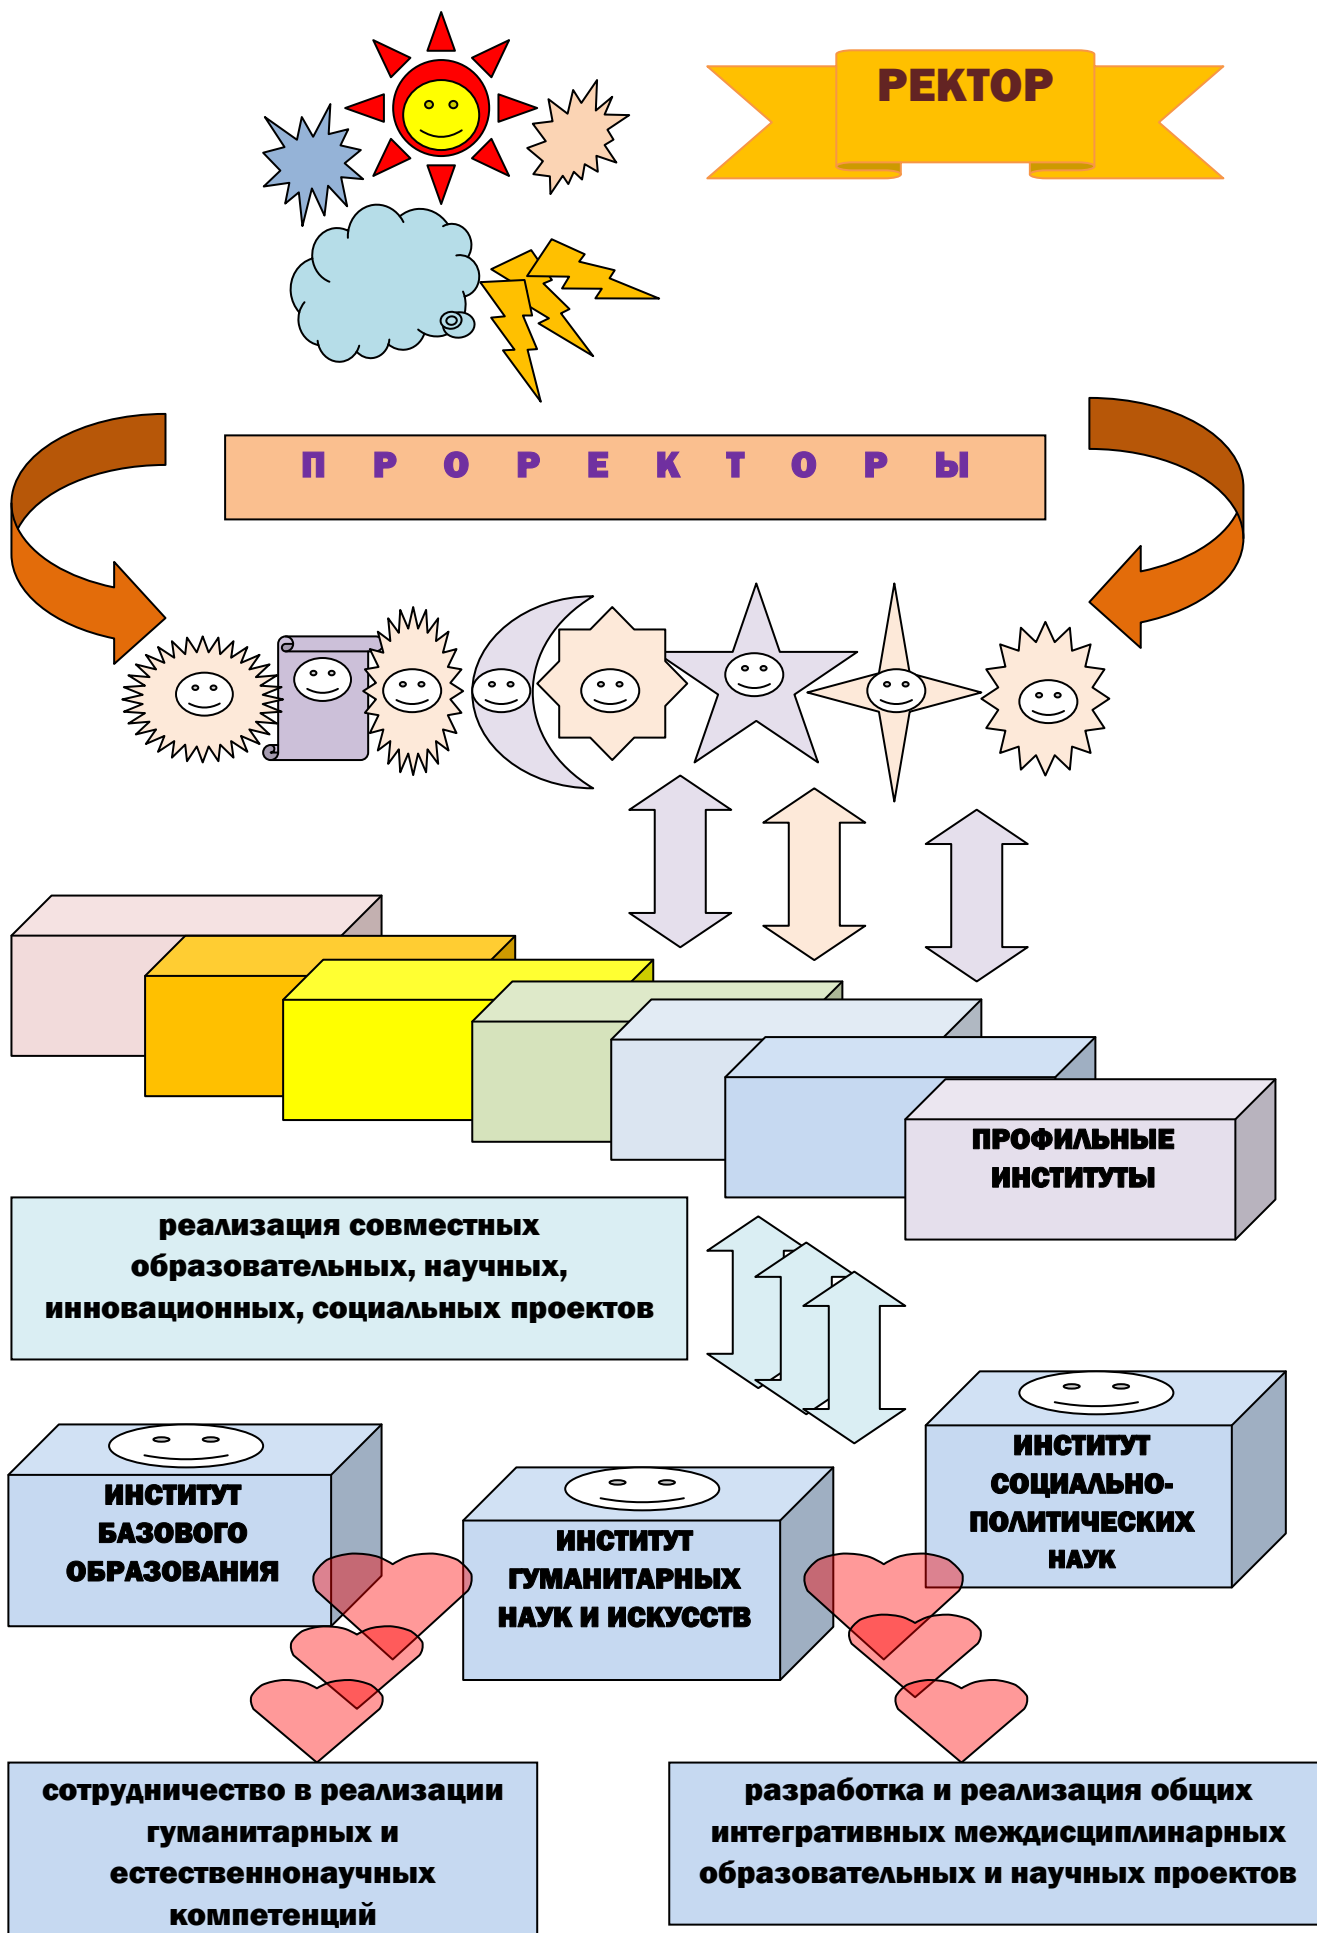 РЕКТОР
П Р О Р Е К Т О Р Ы
ПРОФИЛЬНЫЕ
ИНСТИТУТЫ
реализация совместных
образовательных, научных,
инновационных, социальных проектов
ИНСТИТУТ
БАЗОВОГО
ОБРАЗОВАНИЯ
ИНСТИТУТ
ГУМАНИТАРНЫХ
НАУК И ИСКУССТВ
ИНСТИТУТ
СОЦИАЛЬНО-
ПОЛИТИЧЕСКИХ
НАУК
сотрудничество в реализации
гуманитарных и
естественнонаучных
компетенций
разработка и реализация общих
интегративных междисциплинарных
образовательных и научных проектов